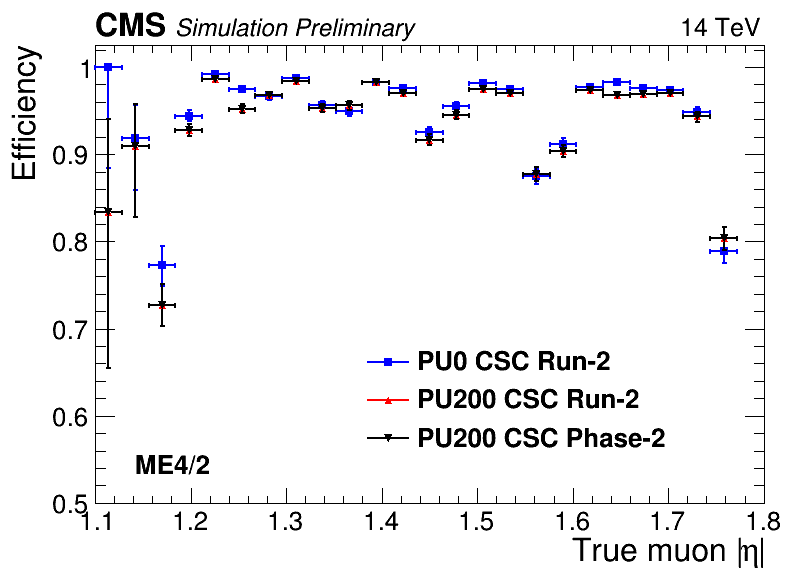 CMS Simulation Preliminary 14 TeV
Efficiency
1
0.9
0.8
0.7
0.6
0.5
PU0 CSC Run-2
PU200 CSC Run-2
PU200 CSC Phase-2
ME4/2
1.1 1.2 1.3 1.4 1.5 1.6 1.7 1.8
True muon |η|